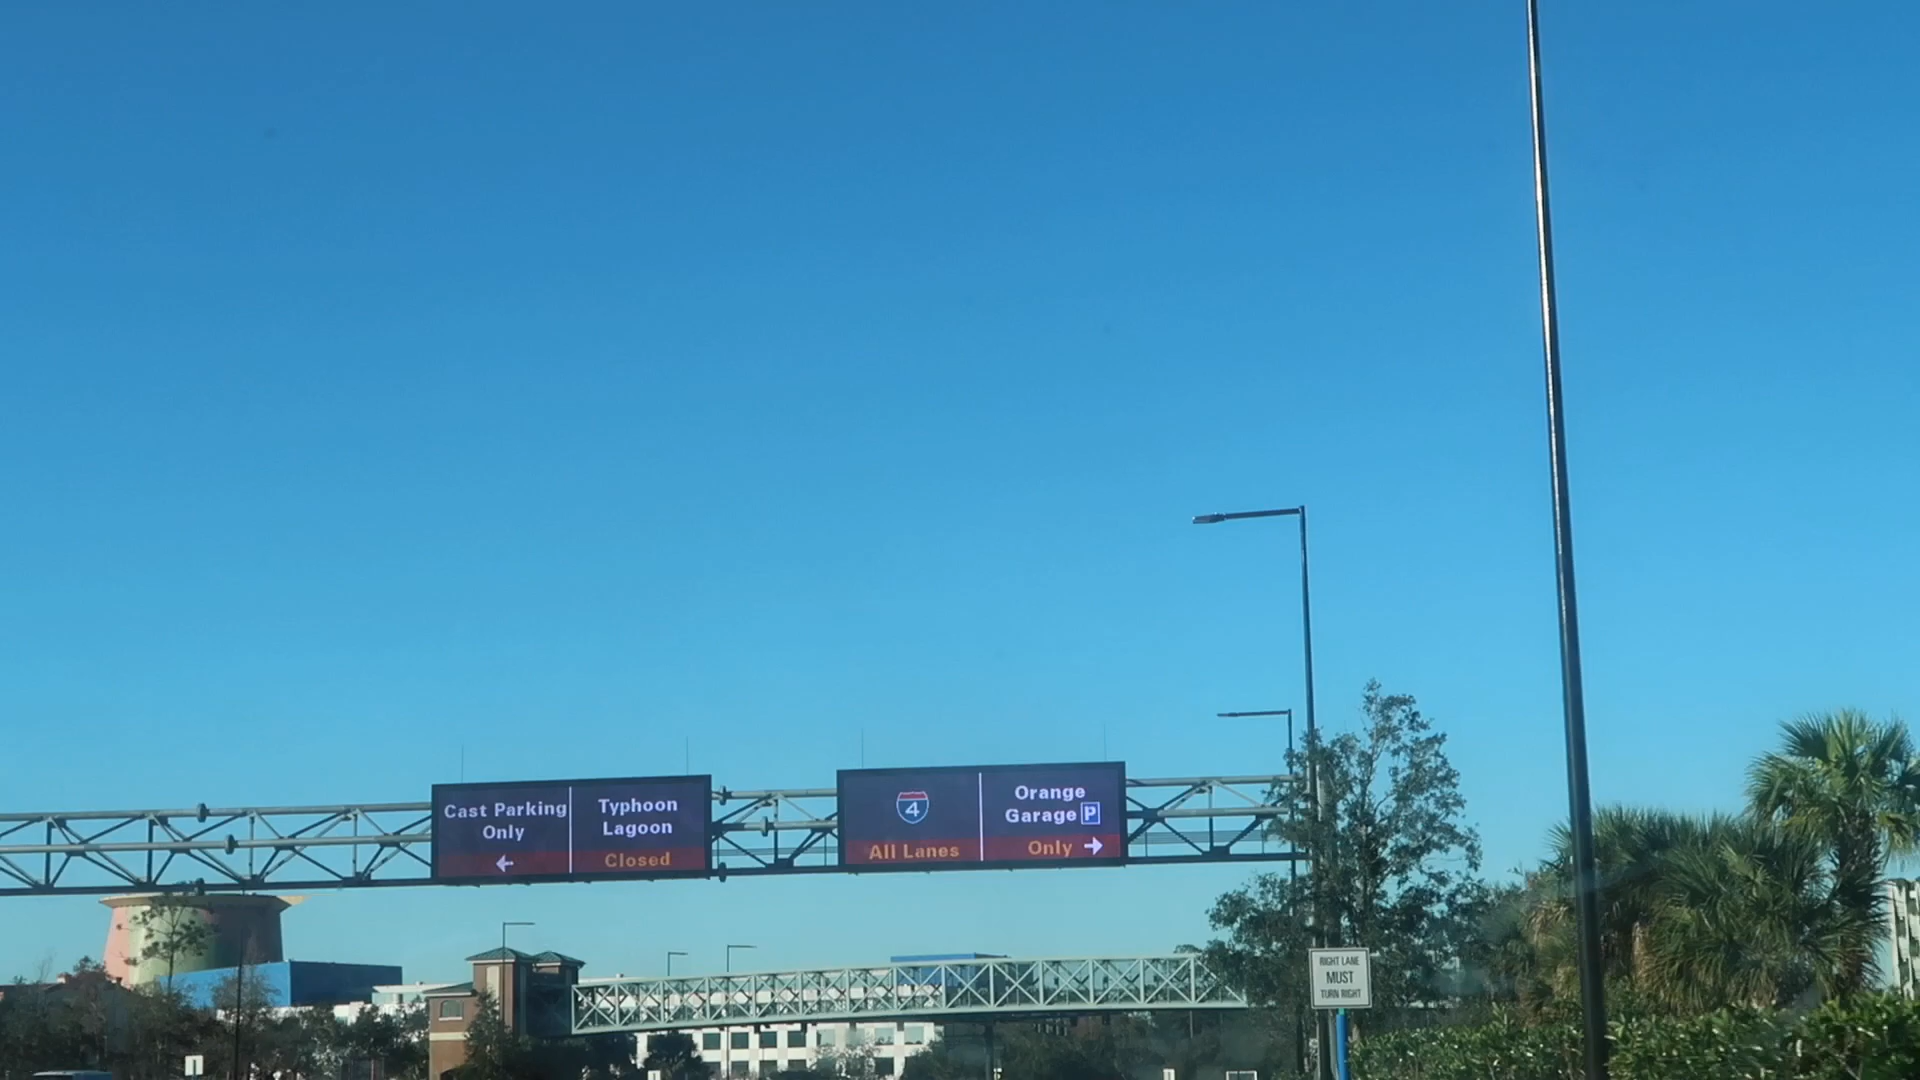 Cast Parking
Only
←
Typhoon
Lagoon
Closed
4
All Lanes
Orange
Garage P
Only →
RIGHT LANE
MUST
TURN RIGHT